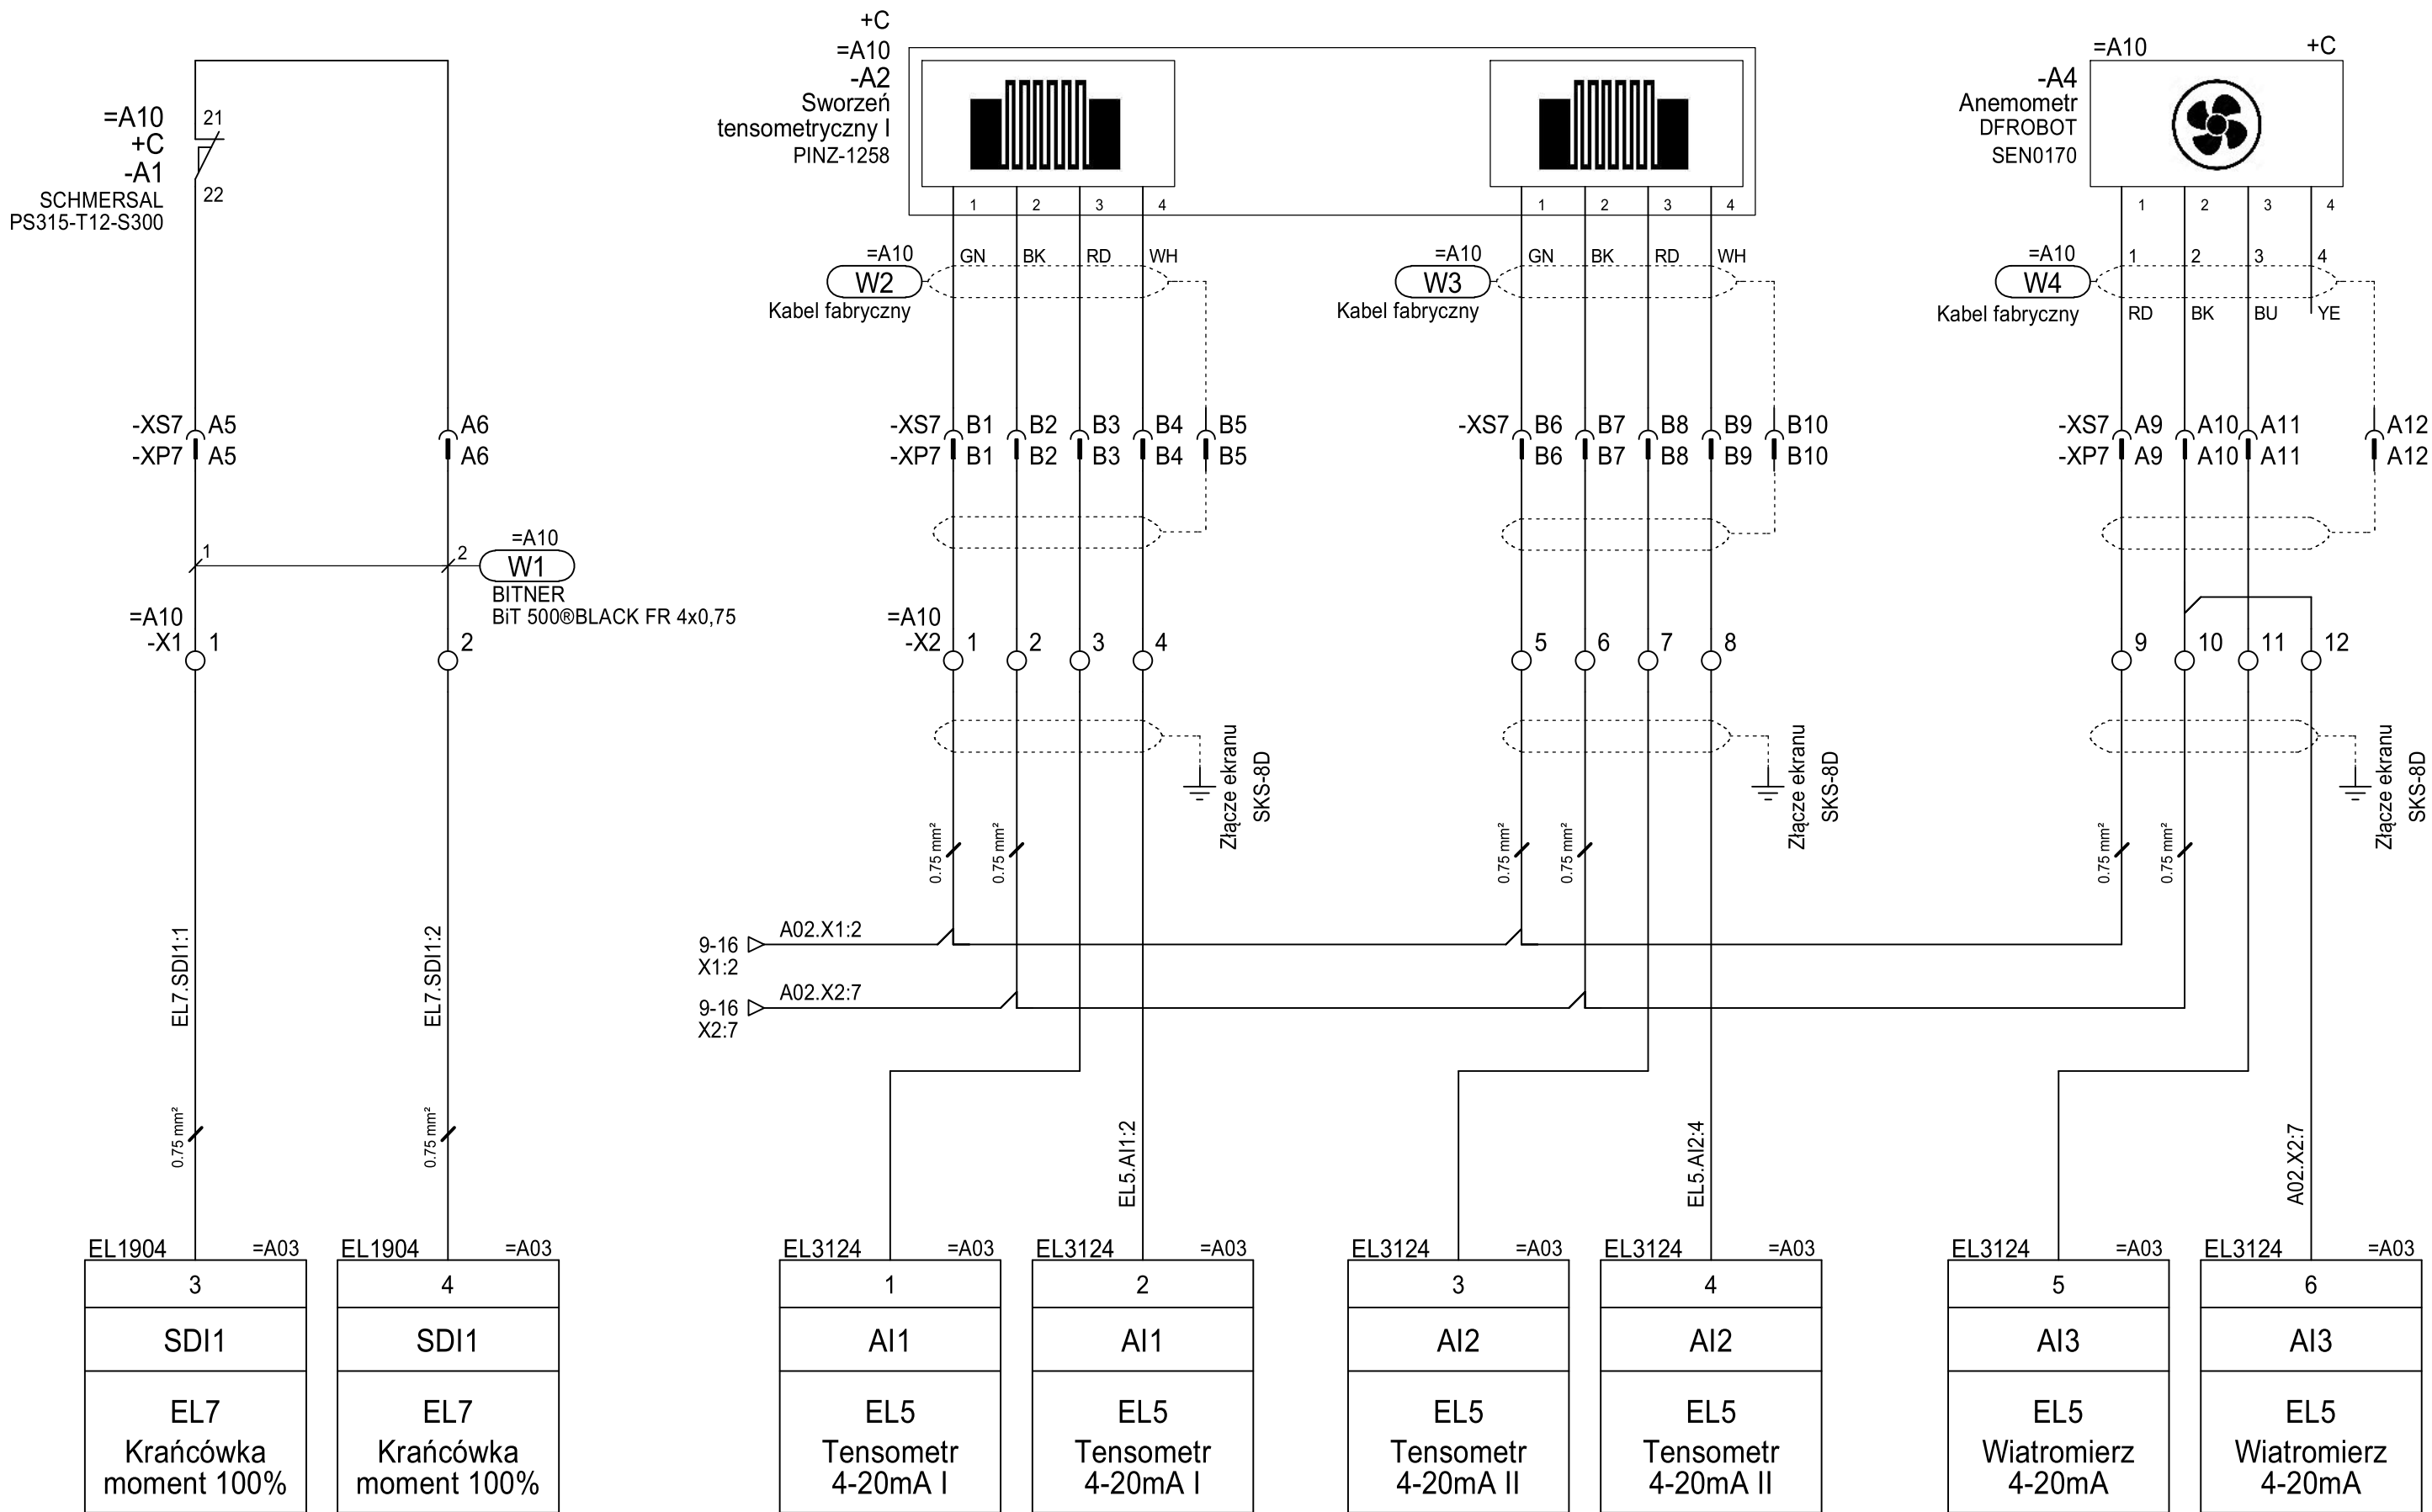 =A10
+C
-A1
SCHMERSAL
PS315-T12-S300
21
22
+C
=A10
-A2
Sworzeń
tensometryczny I
PINZ-1258
1 2 3 4
1 2 3 4
=A10 +C
-A4
Anemometr
DFROBOT
SEN0170
1 2 3 4
=A10
W2
Kabel fabryczny
GN BK RD WH
=A10
W3
Kabel fabryczny
GN BK RD WH
=A10
W4
Kabel fabryczny
1 2 3 4
RD BK BU YE
-XS7 A5 A6
-XP7 A5 A6
-XS7 B1 B2 B3 B4 B5
-XP7 B1 B2 B3 B4 B5
-XS7 B6 B7 B8 B9 B10
B6 B7 B8 B9 B10
-XS7 A9 A10 A11 A12
-XP7 A9 A10 A11 A12
1 2
=A10
W1
BITNER
BiT 500®BLACK FR 4x0,75
=A10
-X1 1 2
=A10
-X2 1 2 3 4
5 6 7 8
9 10 11 12
Złącze ekranu
SKS-8D
Złącze ekranu
SKS-8D
Złącze ekranu
SKS-8D
0.75 mm²
0.75 mm²
0.75 mm²
0.75 mm²
0.75 mm²
0.75 mm²
9-16
X1:2
A02.X1:2
9-16
X2:7
A02.X2:7
EL7.SDI1:1
EL7.SDI1:2
0.75 mm²
0.75 mm²
EL5.AI1:2
EL5.AI2:4
A02.X2:7
EL1904 =A03
3
SDI1
EL7
Krańcówka
moment 100%
EL1904 =A03
4
SDI1
EL7
Krańcówka
moment 100%
EL3124 =A03
1
AI1
EL5
Tensometr
4-20mA I
EL3124 =A03
2
AI1
EL5
Tensometr
4-20mA I
EL3124 =A03
3
AI2
EL5
Tensometr
4-20mA II
EL3124 =A03
4
AI2
EL5
Tensometr
4-20mA II
EL3124 =A03
5
AI3
EL5
Wiatromierz
4-20mA
EL3124 =A03
6
AI3
EL5
Wiatromierz
4-20mA